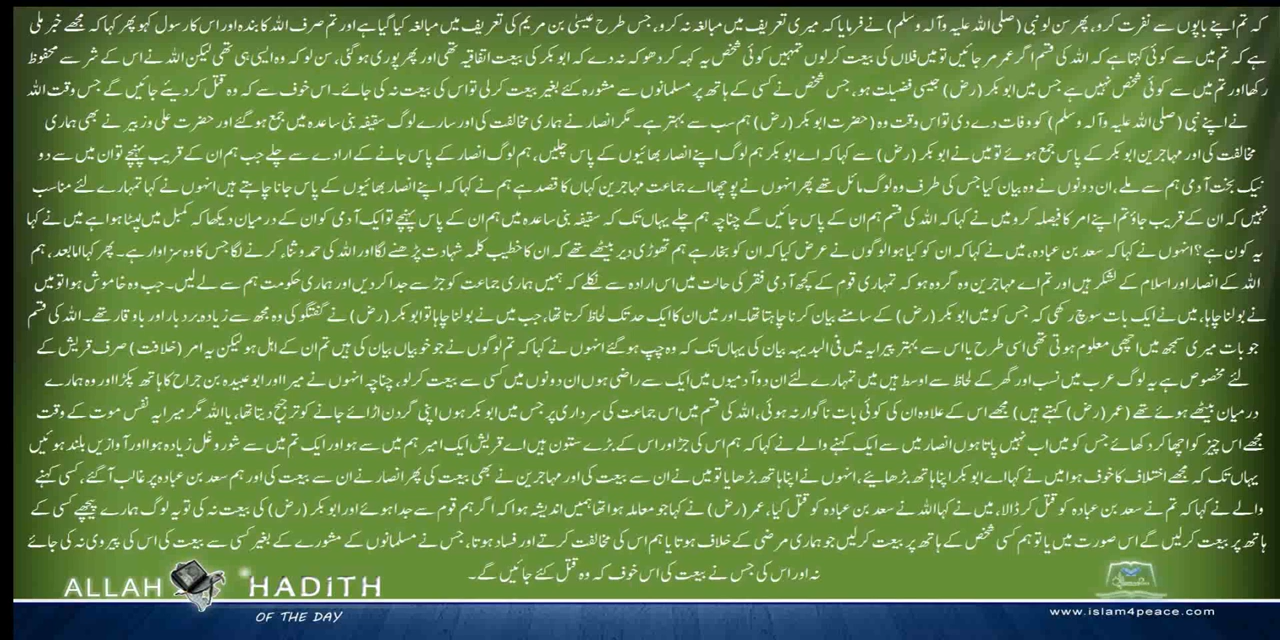 کہ تم اپنے باپوں سے نفرت کرو، پھر سن لو نبی (صلی اللہ علیہ وآلہ وسلم) نے فرمایا کہ میری تعریف میں مبالغہ نہ کرو، جس طرح عیسیٰ بن مریم کی تعریف میں مبالغہ کیا گیا ہے اور تم صرف اللہ کا بندہ اور اس کا رسول کہو پھر کہا کہ مجھے خبر ملی
ہے کہ تم میں سے کوئی کہتا ہے کہ اللہ کی قسم اگر عمر مر جائیں تو میں فلاں کی بیعت کرلوں تمہیں کوئی شخص یہ کہہ کر دھوکہ نہ دے کہ ابوبکر کی بیعت اتفاقیہ تھی اور پھر پوری ہوگئی، سن لو کہ وہ ایسی ہی تھی لیکن اللہ نے اس کے شر سے محفوظ
رکھا اور تم میں سے کوئی شخص نہیں ہے جس میں ابوبکر (رض) جیسی فضیلت ہو، جس شخص نے کسی کے ہاتھ پر مسلمانوں سے مشورہ کئے بغیر بیعت کرلی تو اس کی بیعت نہ کی جائے۔ اس خوف سے کہ وہ قتل کردیئے جائیں گے جس وقت اللہ
نے اپنے نبی (صلی اللہ علیہ وآلہ وسلم) کو وفات دے دی تو اس وقت وہ (حضرت ابوبکر (رض) ہم سب سے بہتر ہے۔ مگر انصار نے ہماری مخالفت کی اور سارے لوگ سقیفہ بنی ساعدہ میں جمع ہوگئے اور حضرت علی وزبیر نے بھی ہماری
مخالفت کی اور مہاجرین ابوبکر کے پاس جمع ہوئے تو میں نے ابوبکر (رض) سے کہا کہ اے ابوبکر ہم لوگ اپنے انصار بھائیوں کے پاس چلیں، ہم لوگ انصار کے پاس جانے کے ارادے سے چلے جب ہم ان کے قریب پہنچے تو ان میں سے دو
نیک بخت آدمی ہم سے ملے، ان دونوں نے وہ بیان کیا جس کی طرف وہ لوگ مائل تھے پھر انہوں نے پوچھا اے جماعت مہاجرین کہاں کا قصد ہے ہم نے کہا کہ اپنے انصار بھائیوں کے پاس جانا چاہتے ہیں انہوں نے کہا تمہارے لئے مناسب
نہیں کہ ان کے قریب جاؤ تم اپنے امر کا فیصلہ کرو میں نے کہا کہ اللہ کی قسم ہم ان کے پاس جائیں گے چناچہ ہم چلے یہاں تک کہ سقیفہ بنی ساعدہ میں ہم ان کے پاس پہنچے تو ایک آدمی کو ان کے درمیان دیکھا کہ کمبل میں لپٹا ہوا ہے میں نے کہا
یہ کون ہے؟ انہوں نے کہا کہ سعد بن عبادہ، میں نے کہا کہ ان کو کیا ہوا لوگوں نے عرض کیا کہ ان کو بخار ہے ہم تھوڑی دیر بیٹھے تھے کہ ان کا خطیب کلمہ شہادت پڑھنے لگا اور اللہ کی حمد وثناء کرنے لگا جس کا وہ سزاوار ہے۔ پھر کہا امابعد، ہم
اللہ کے انصار اور اسلام کے لشکر ہیں اور تم اے مہاجرین وہ گروہ ہو کہ تمہاری قوم کے کچھ آدمی فقر کی حالت میں اس ارادہ سے نکلے کہ ہمیں ہماری جماعت کو جڑ سے جدا کردیں اور ہماری حکومت ہم سے لے لیں۔ جب وہ خاموش ہوا تو میں
نے بولنا چاہا، میں نے ایک بات سوچ رکھی کہ جس کو میں ابوبکر (رض) کے سامنے بیان کرنا چاہتا تھا۔ اور میں ان کا ایک حد تک لحاظ کرتا تھا، جب میں نے بولنا چاہا تو ابوبکر (رض) نے گفتگو کی وہ مجھ سے زیادہ بردبار اور باوقار تھے۔ اللہ کی قسم
جو بات میری سمجھ میں اچھی معلوم ہوتی تھی اسی طرح یا اس سے بہتر پیرایہ میں فی البدیہہ بیان کی یہاں تک کہ وہ چپ ہوگئے انہوں نے کہا کہ تم لوگوں نے جو خوبیاں بیان کی ہیں تم ان کے اہل ہو لیکن یہ امر (خلافت) صرف قریش کے
لئے مخصوص ہے یہ لوگ عرب میں نسب اور گھر کے لحاظ سے اوسط ہیں میں تمہارے لئے ان دو آدمیوں میں ایک سے راضی ہوں ان دونوں میں کسی سے بیعت کرلو، چناچہ انہوں نے میرا اور ابوعبیدہ بن جراح کا ہاتھ پکڑا اور وہ ہمارے
درمیان بیٹھے ہوئے تھے (عمر (رض) کہتے ہیں) مجھے اس کے علاوہ ان کی کوئی بات ناگوار نہ ہوئی، اللہ کی قسم میں اس جماعت کی سرداری پر جس میں ابوبکر ہوں اپنی گردن اڑائے جانے کو ترجیح دیتا تھا، یا اللہ مگر میرا یہ نفس موت کے وقت
مجھے اس چیز کو اچھا کر دکھائے جس کو میں اب نہیں پاتا ہوں انصار میں سے ایک کہنے والے نے کہا کہ ہم اس کی جڑ اور اس کے بڑے ستون ہیں اے قریش ایک امیر ہم میں سے ہو اور ایک تم میں سے شور وغل زیادہ ہوا اور آوازیں بلند ہوئیں
یہاں تک کہ مجھے اختلاف کا خوف ہوا میں نے کہا اے ابوبکر اپنا ہاتھ بڑھائیے، انہوں نے اپنا ہاتھ بڑھایا تو میں نے ان سے بیعت کی اور مہاجرین نے بھی بیعت کی پھر انصار نے ان سے بیعت کی اور ہم سعد بن عبادہ پر غالب آگئے، کسی کہنے
والے نے کہا کہ تم نے سعد بن عبادہ کو قتل کر ڈالا، میں نے کہا اللہ نے سعد بن عبادہ کو قتل کیا، عمر (رض) نے کہا جو معاملہ ہوا تھا ہمیں اندیشہ ہوا کہ اگر ہم قوم سے جدا ہوئے اور ابوبکر (رض) کی بیعت نہ کی تو یہ لوگ ہمارے پیچھے کسی کے
ہاتھ پر بیعت کرلیں گے اس صورت میں یا تو ہم کسی شخص کے ہاتھ پر بیعت کرلیں جو ہماری مرضی کے خلاف ہوتا یا ہم اس کی مخالفت کرتے اور فساد ہوتا، جس نے مسلمانوں کے مشورے کے بغیر کسی سے بیعت کی اس کی پیروی نہ کی جائے
نہ اور اس کی جس نے بیعت کی اس خوف کہ وہ قتل کئے جائیں گے۔
ALLAH HADITH
OF THE DAY
www.islam4peace.com